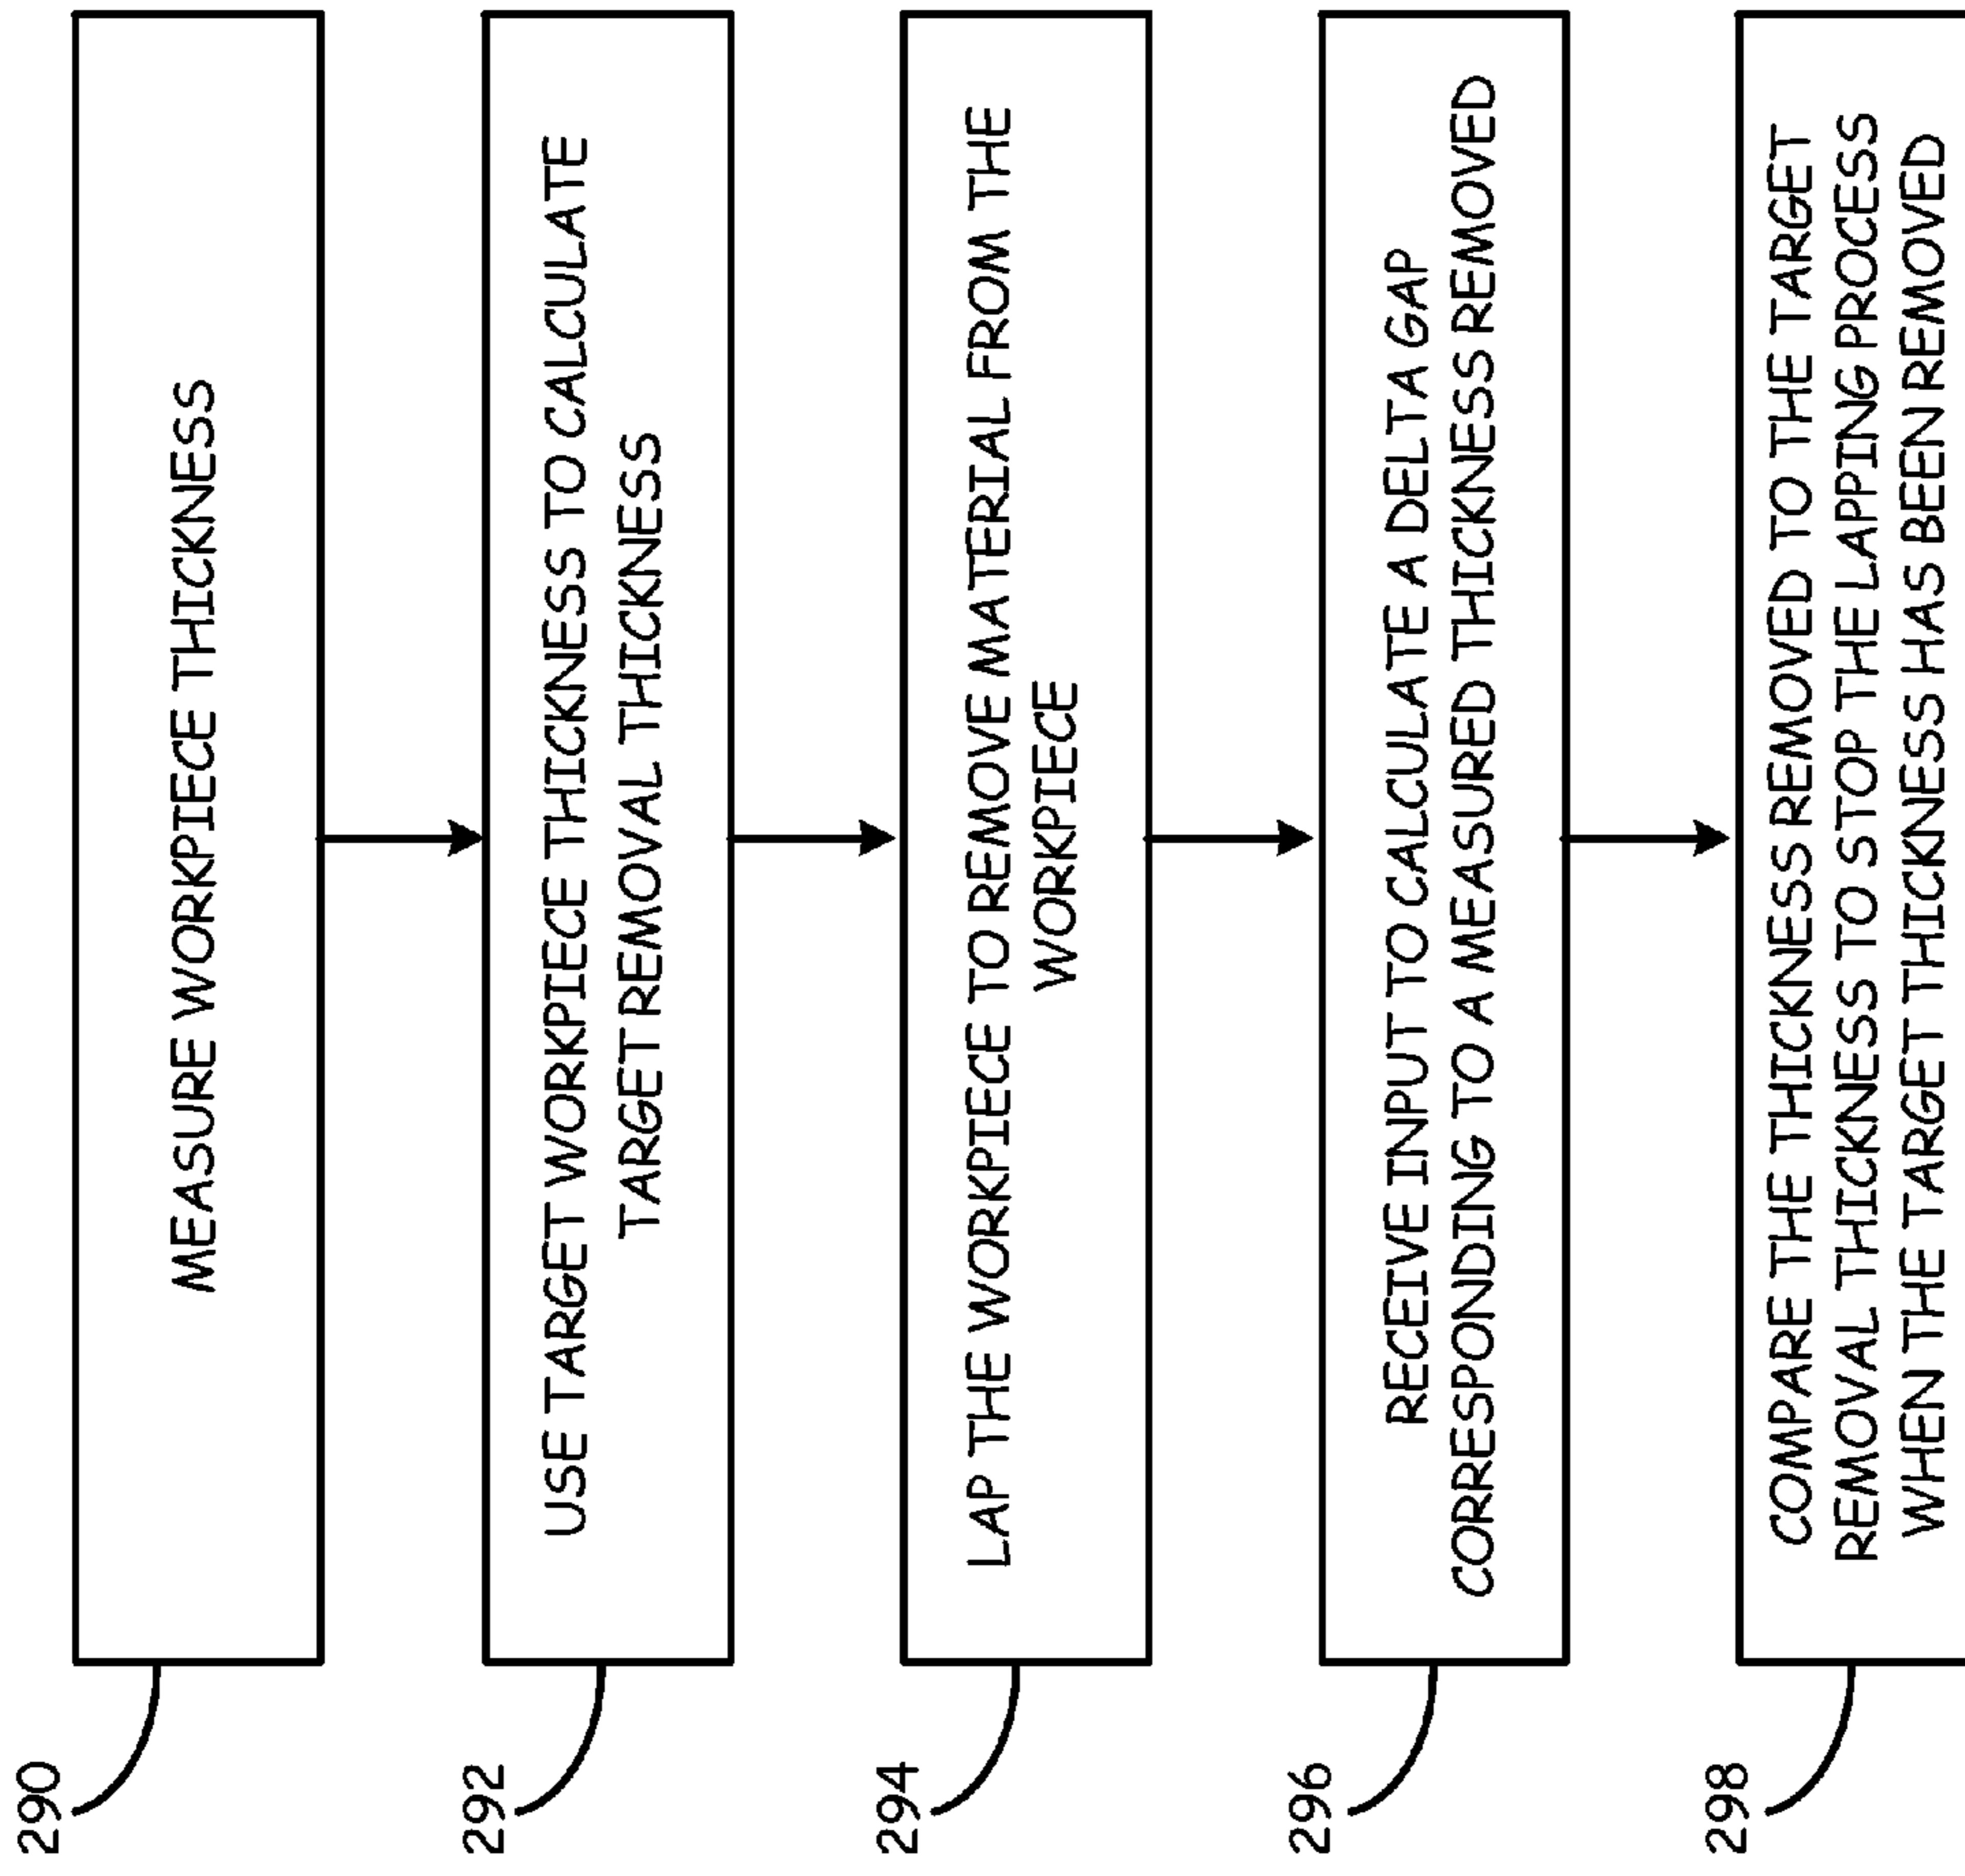 290
MEASURE WORKPIECE THICKNESS
292
USE TARGET WORKPIECE THICKNESS TO CALCULATE
TARGET REMOVAL THICKNESS
294
LAP THE WORKPIECE TO REMOVE MATERIAL FROM THE
WORKPIECE
296
RECEIVE INPUT TO CALCULATE A DELTA GAP
CORRESPONDING TO A MEASURED THICKNESS REMOVED
298
COMPARE THE THICKNESS REMOVED TO THE TARGET
REMOVAL THICKNESS TO STOP THE LAPPING PROCESS
WHEN THE TARGET THICKNESS HAS BEEN REMOVED